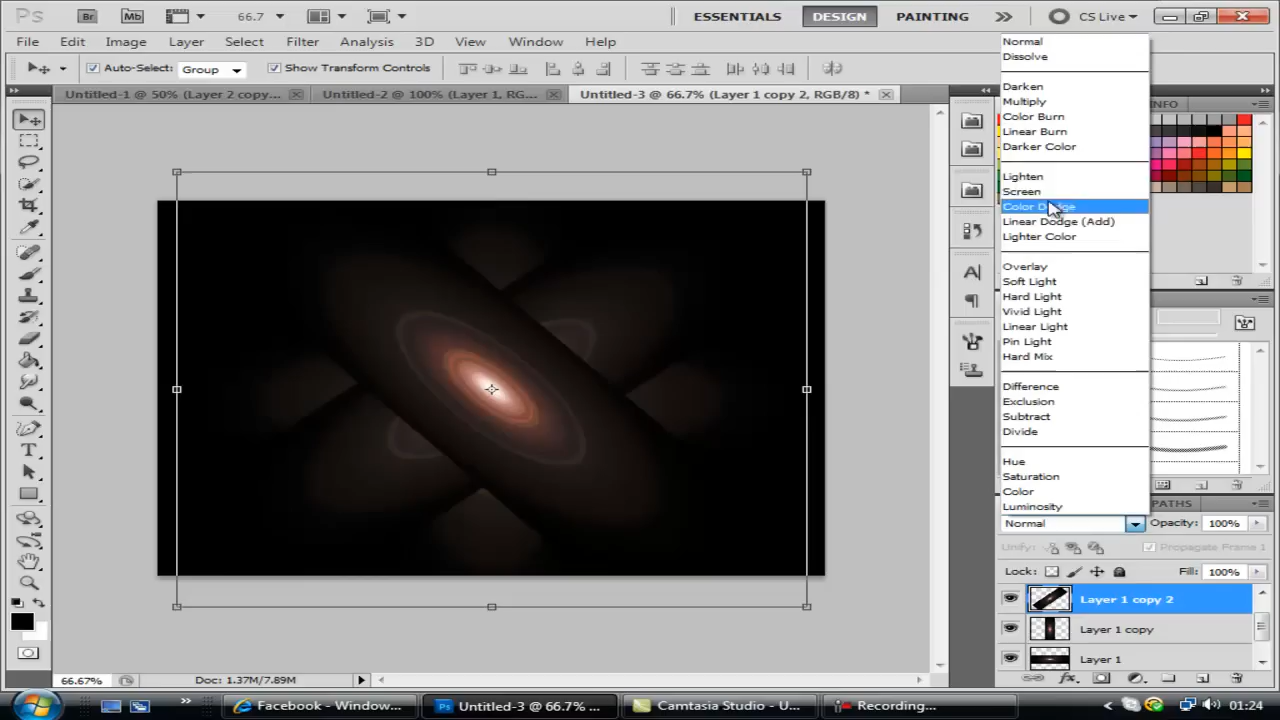 Ps Br Mb 66.7 ESSENTIALS DESIGN PAINTING CS Live
File Edit Image Layer Select Filter Analysis 3D View Window Help
Auto-Select: Group Show Transform Controls
Untitled-1 @ 50% (Layer 2 copy... Untitled-2 @ 100% (Layer 1, RG... Untitled-3 @ 66.7% (Layer 1 copy 2, RGB/8) *
INFO
Normal
Dissolve
Darken
Multiply
Color Burn
Linear Burn
Darker Color
Lighten
Screen
Color Dodge
Linear Dodge (Add)
Lighter Color
Overlay
Soft Light
Hard Light
Vivid Light
Linear Light
Pin Light
Hard Mix
Difference
Exclusion
Subtract
Divide
Hue
Saturation
Color
Luminosity
PATHS
Normal Opacity: 100%
Unify: Propagate Frame 1
Lock: Fill: 100%
Layer 1 copy 2
Layer 1 copy
Layer 1
fx
66.67% Doc: 1.37M/7.89M
Facebook - Window... Untitled-3 @ 66.7% ... Camtasia Studio - U... Recording... 01:24